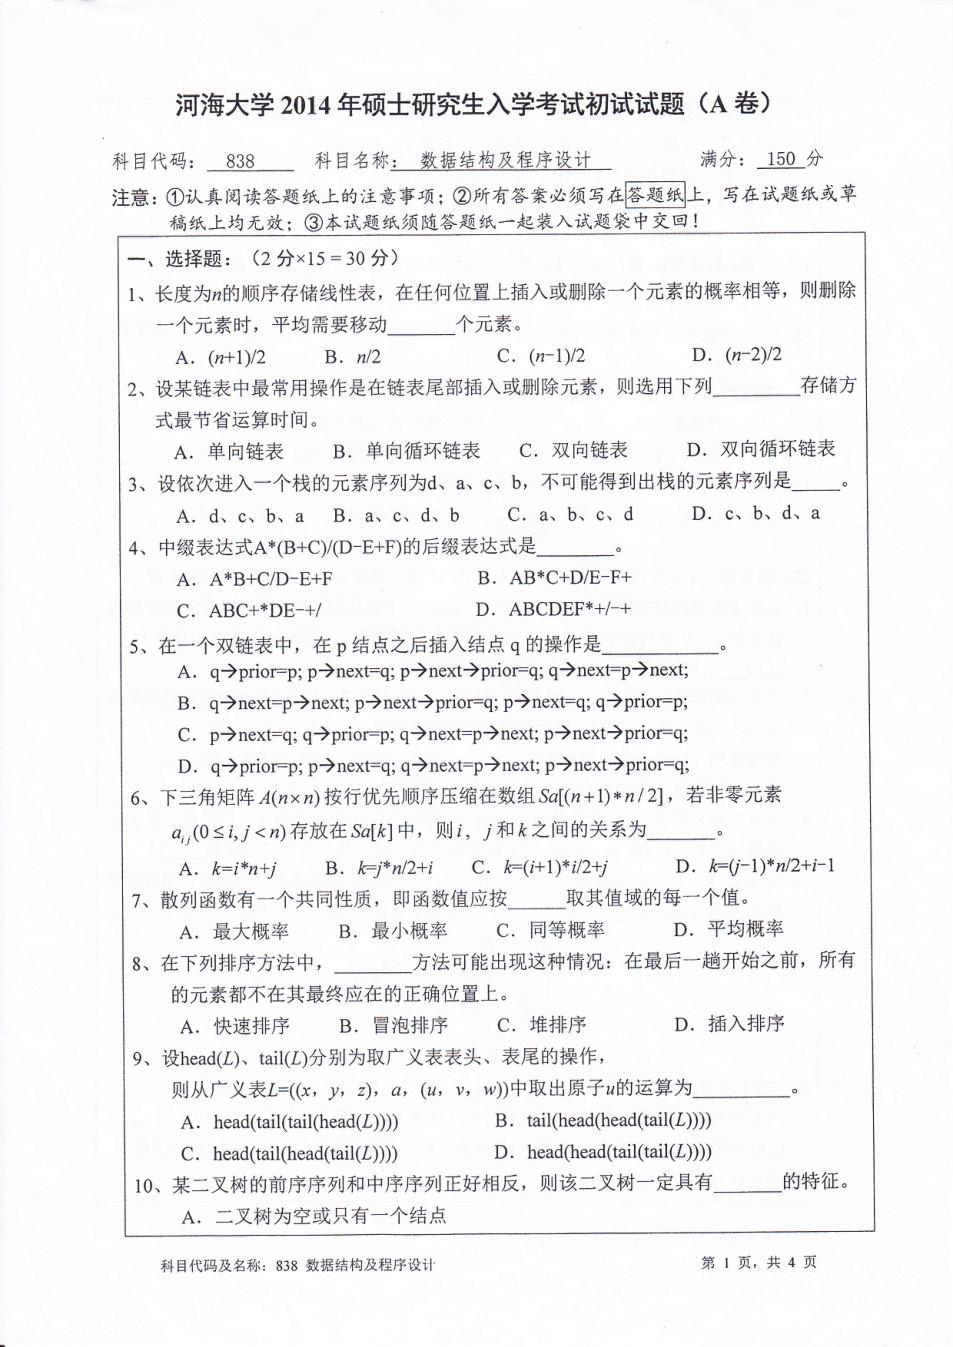 河海大学 2014 年硕士研究生入学考试初试试题（A 卷）
科目代码： 838 科目名称： 数据结构及程序设计 满分： 150 分
注意：①认真阅读答题纸上的注意事项；②所有答案必须写在答题纸上，写在试题纸或草
稿纸上均无效；③本试题纸须随答题纸一起装入试题袋中交回！
一、选择题：（2 分×15 = 30 分）
1、长度为n的顺序存储线性表，在任何位置上插入或删除一个元素的概率相等，则删除
一个元素时，平均需要移动______个元素。
A．(n+1)/2 B．n/2 C．(n−1)/2 D．(n−2)/2
2、设某链表中最常用操作是在链表尾部插入或删除元素，则选用下列________存储方
式最节省运算时间。
A．单向链表 B．单向循环链表 C．双向链表 D．双向循环链表
3、设依次进入一个栈的元素序列为d、a、c、b，不可能得到出栈的元素序列是____。
A．d、c、b、a B．a、c、d、b C．a、b、c、d D．c、b、d、a
4、中缀表达式A*(B+C)/(D−E+F)的后缀表达式是_______。
A．A*B+C/D−E+F B．AB*C+D/E−F+
C．ABC+*DE−+/ D．ABCDEF*+/−+
5、在一个双链表中，在 p 结点之后插入结点 q 的操作是__________。
A．q→prior=p; p→next=q; p→next→prior=q; q→next=p→next;
B．q→next=p→next; p→next→prior=q; p→next=q; q→prior=p;
C．p→next=q; q→prior=p; q→next=p→next; p→next→prior=q;
D．q→prior=p; p→next=q; q→next=p→next; p→next→prior=q;
6、下三角矩阵 A(n×n) 按行优先顺序压缩在数组 Sa[(n+1)*n/2]，若非零元素
a_{i,j}(0≤i,j<n) 存放在 Sa[k] 中，则 i，j 和 k 之间的关系为______。
A．k=i*n+j B．k=j*n/2+i C．k=(i+1)*i/2+j D．k=(j−1)*n/2+i−1
7、散列函数有一个共同性质，即函数值应按_____取其值域的每一个值。
A．最大概率 B．最小概率 C．同等概率 D．平均概率
8、在下列排序方法中，_______方法可能出现这种情况：在最后一趟开始之前，所有
的元素都不在其最终应在的正确位置上。
A．快速排序 B．冒泡排序 C．堆排序 D．插入排序
9、设head(L)、tail(L)分别为取广义表表头、表尾的操作，
则从广义表L=((x，y，z)，a，(u，v，w))中取出原子u的运算为_________。
A．head(tail(tail(head(L)))) B．tail(head(head(tail(L))))
C．head(tail(head(tail(L)))) D．head(head(tail(tail(L))))
10、某二叉树的前序序列和中序序列正好相反，则该二叉树一定具有______的特征。
A．二叉树为空或只有一个结点
科目代码及名称：838 数据结构及程序设计 第 1 页，共 4 页